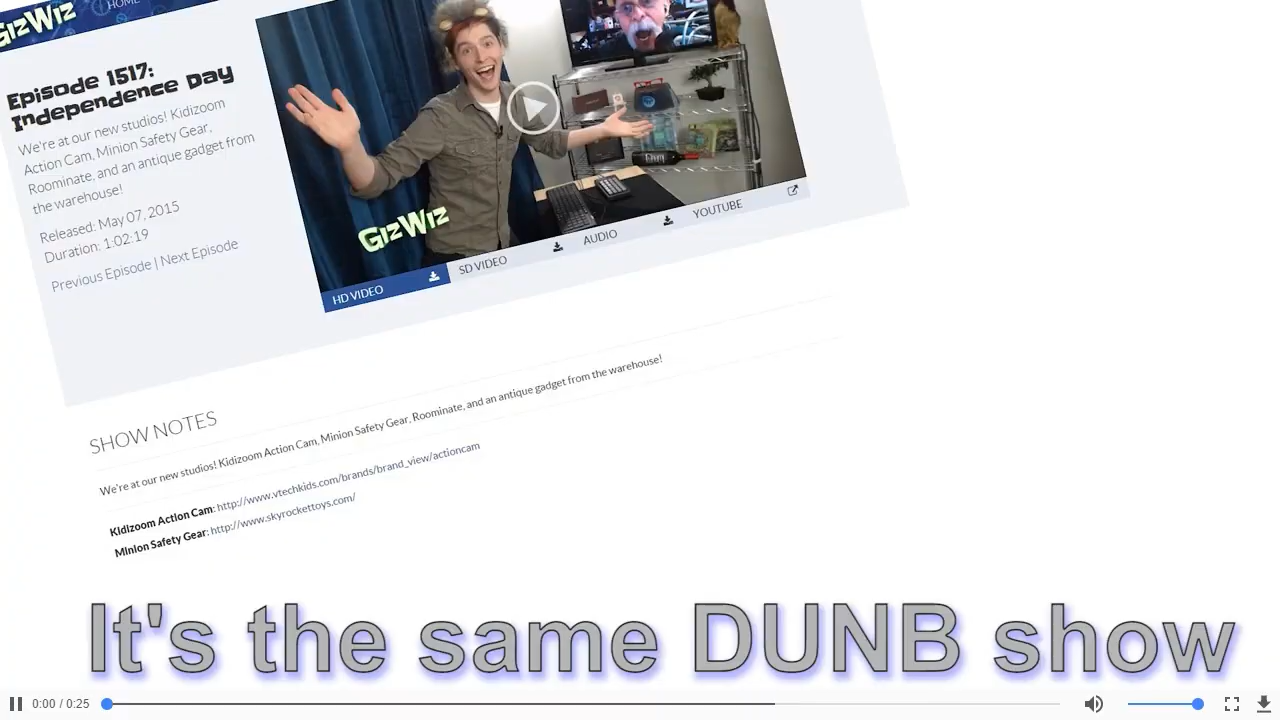 GizWiz
HOME
Episode 1517:
Independence Day
We're at our new studios! Kidizoom
Action Cam, Minion Safety Gear,
Roominate, and an antique gadget from
the warehouse!
Released: May 07, 2015
Duration: 1:02:19
Previous Episode | Next Episode
GizWiz
HD VIDEO
SD VIDEO
AUDIO
YOUTUBE
SHOW NOTES
We're at our new studios! Kidizoom Action Cam, Minion Safety Gear, Roominate, and an antique gadget from the warehouse!
Kidizoom Action Cam: http://www.vtechkids.com/brands/brand_view/actioncam
Minion Safety Gear: http://www.skyrockettoys.com/
It's the same DUNB show
0:00 / 0:25